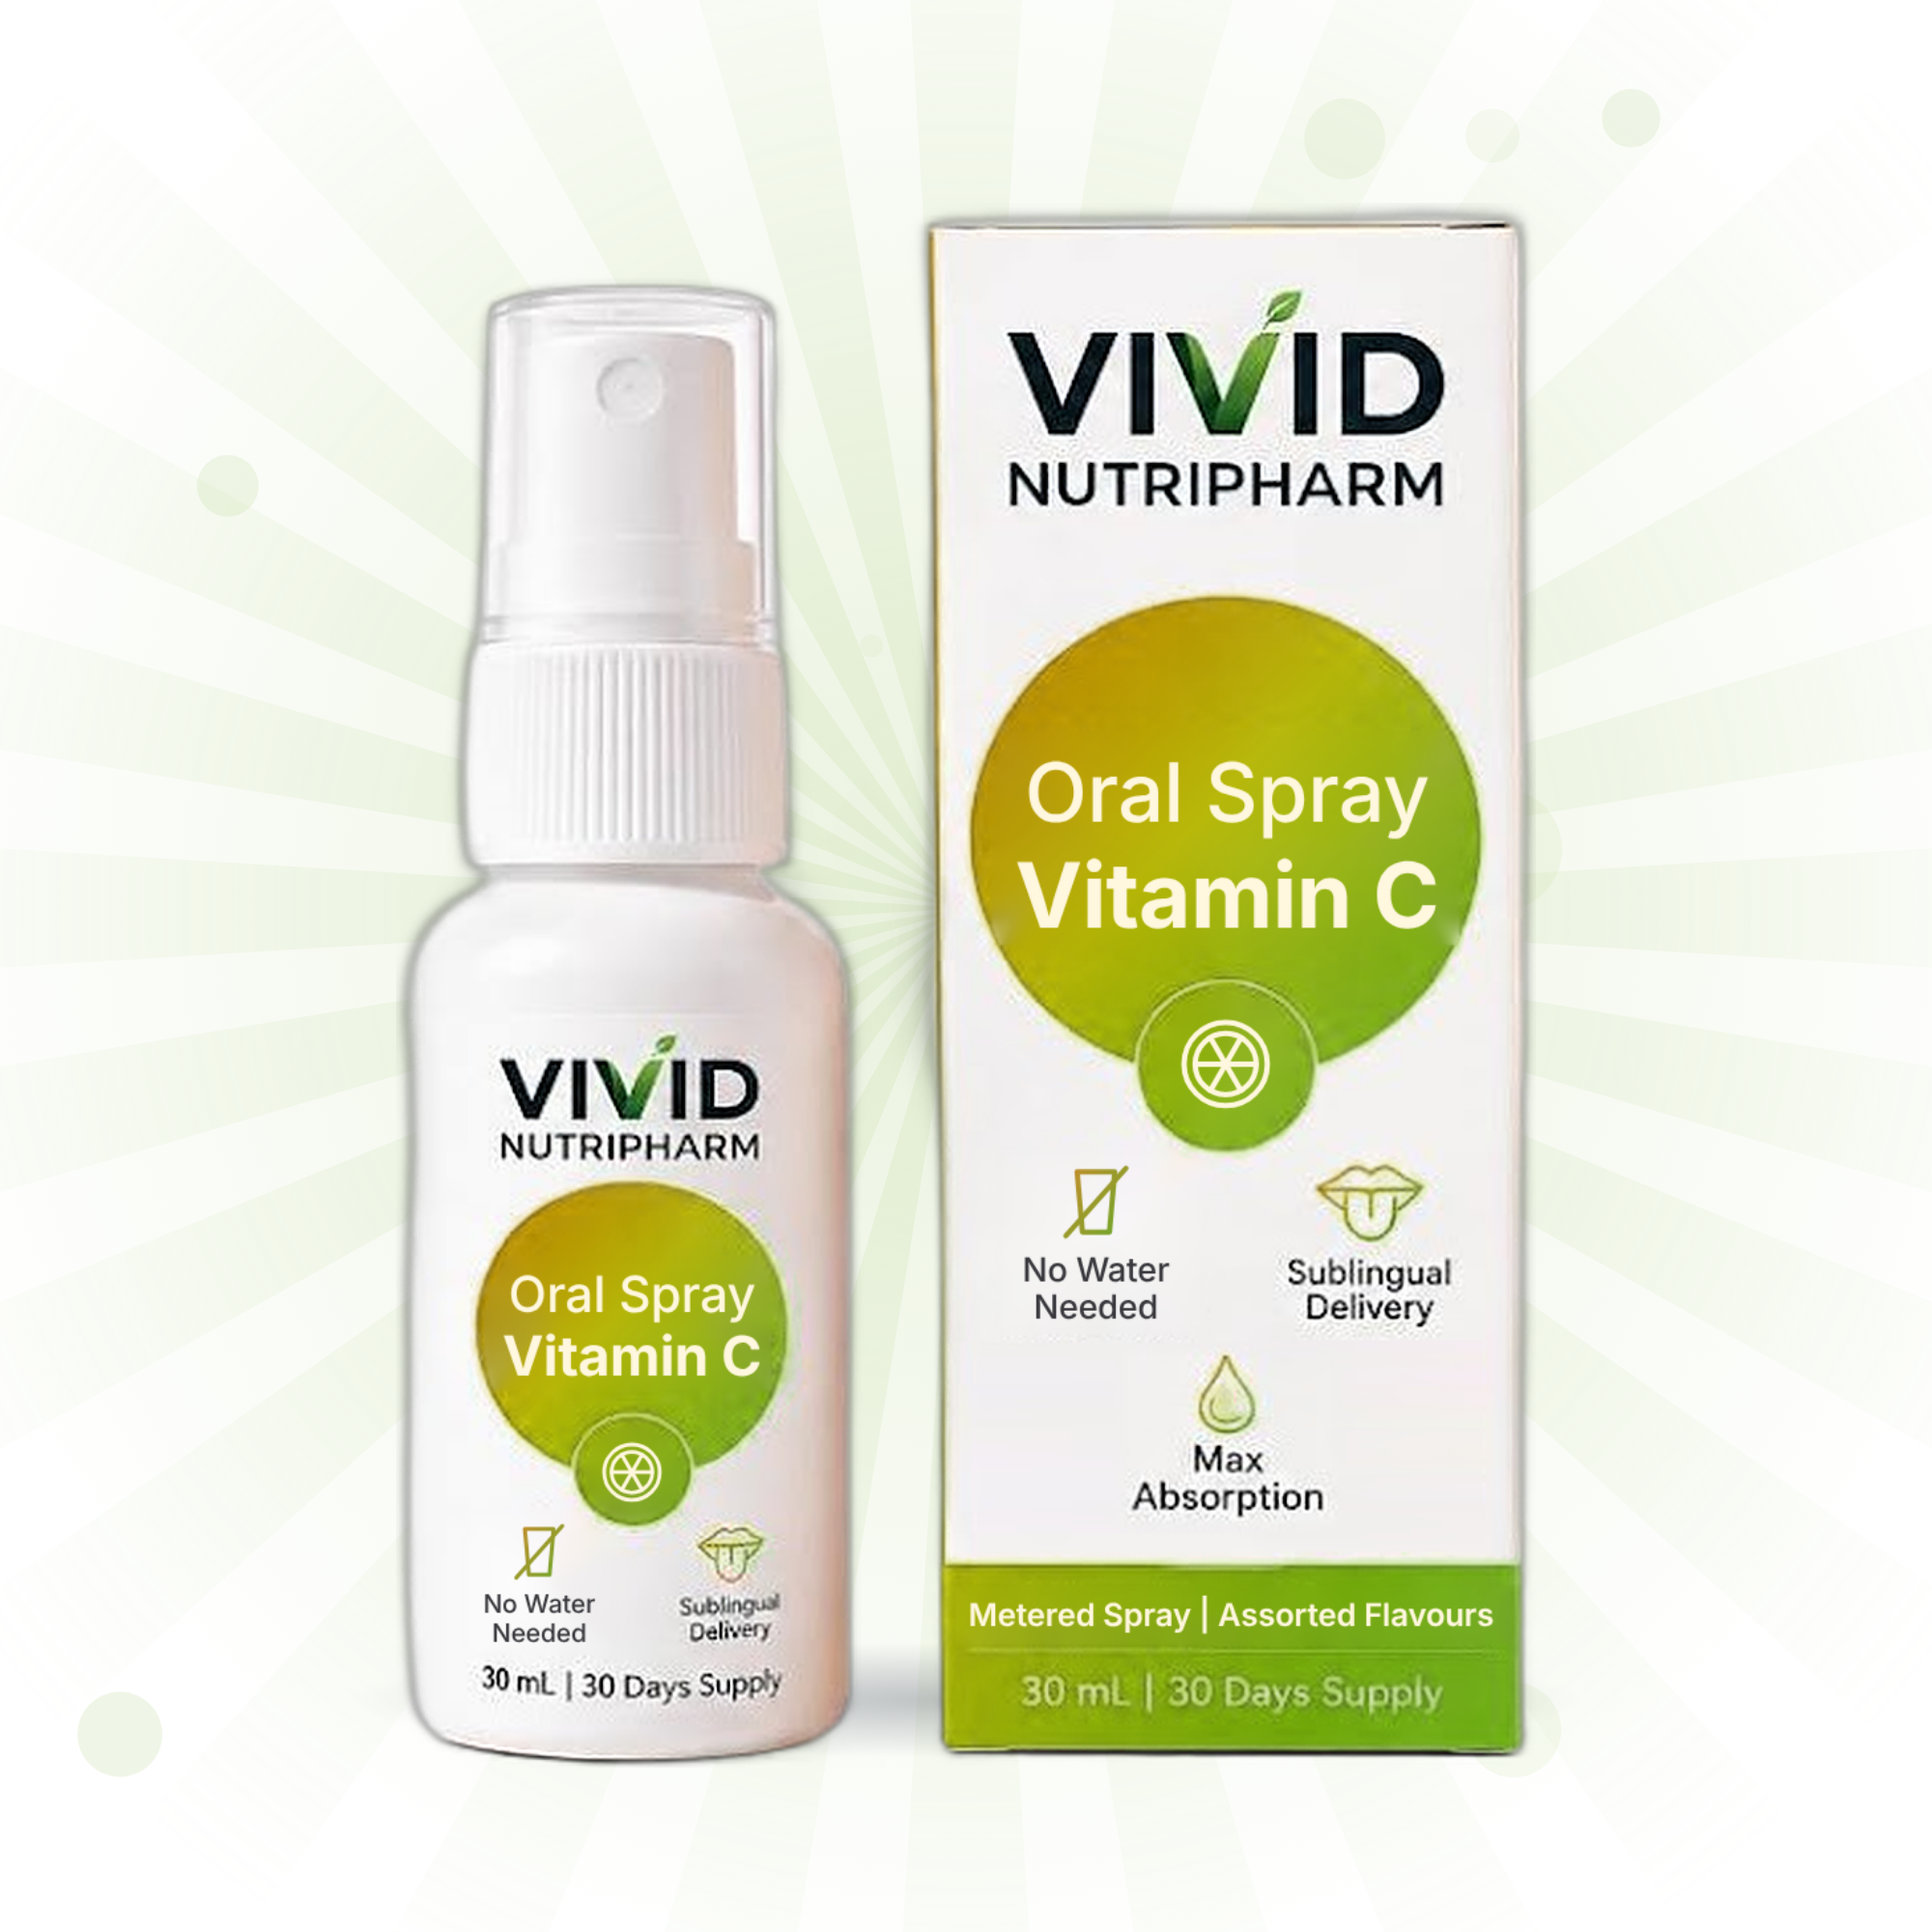 VIVID
NUTRIPHARM
Oral Spray
Vitamin C
No Water
Needed
Sublingual
Delivery
30 mL | 30 Days Supply
VIVID
NUTRIPHARM
Oral Spray
Vitamin C
No Water
Needed
Sublingual
Delivery
Max
Absorption
Metered Spray | Assorted Flavours
30 mL | 30 Days Supply